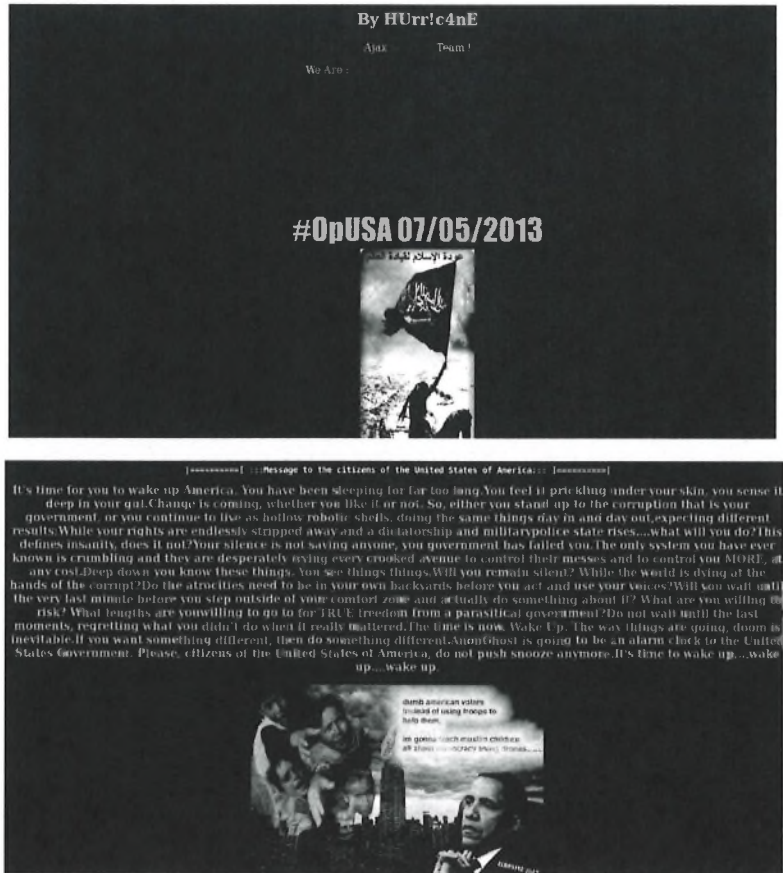 By HUrr!c4nE
Ajax Team !
We Are :
#OpUSA 07/05/2013
عودة الإسلام لقيادة العالم
|==========[ :::Message to the citizens of the United States of America::: ]==========|
It's time for you to wake up America. You have been sleeping for far too long.You feel it prickling under your skin, you sense it
deep in your gut.Change is coming, whether you like it or not. So, either you stand up to the corruption that is your
government, or you continue to live as hollow robotic shells, doing the same things day in and day out,expecting different
results.While your rights are endlessly stripped away and a dictatorship and militarypolice state rises....what will you do?This
defines insanity, does it not?Your silence is not saving anyone, you government has failed you.The only system you have ever
known is crumbling and they are desperately trying every crooked avenue to control their messes and to control you MORE, at
any cost.Deep down you know these things. You see things things.Will you remain silent? While the world is dying at the
hands of the corrupt?Do the atrocities need to be in your own backyards before you act and use your voices?Will you wait until
the very last minute before you step outside of your comfort zone and actually do something about it? What are you willing to
risk? What lengths are youwilling to go to for TRUE freedom from a parasitical government?Do not wait until the last
moments, regretting what you didn't do when it really mattered.The time is now. Wake Up. The way things are going, doom is
inevitable.If you want something different, then do something different.AnonGhost is going to be an alarm clock to the United
States Government. Please, citizens of the United States of America, do not push snooze anymore.It's time to wake up....wake
up....wake up.
dumb american voters
instead of using troops to
help them,
im gonna teach muslim children
all about democracy using drones